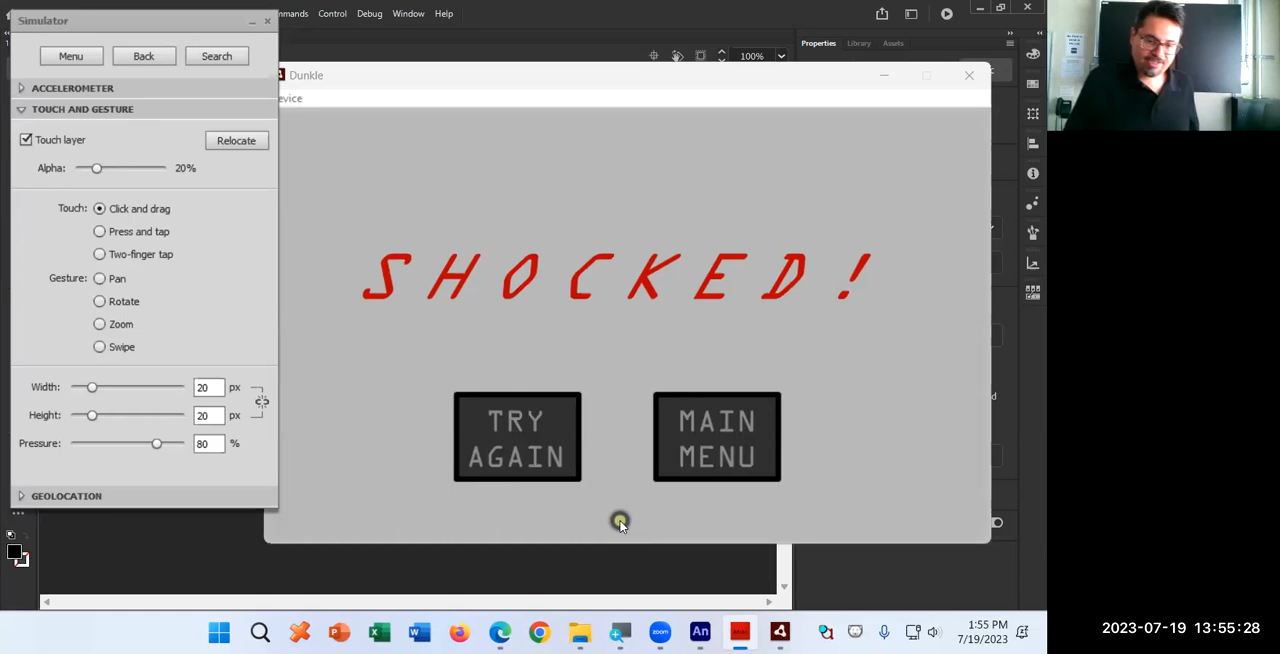 Simulator
Menu
Back
Search
ACCELEROMETER
TOUCH AND GESTURE
Touch layer
Relocate
Alpha:
20%
Touch:
Click and drag
Press and tap
Two-finger tap
Gesture:
Pan
Rotate
Zoom
Swipe
Width:
20
px
Height:
20
px
Pressure:
80
%
GEOLOCATION
mmands
Control
Debug
Window
Help
100%
Properties
Library
Assets
Dunkle
evice
SHOCKED!
TRY
AGAIN
MAIN
MENU
1:55 PM
7/19/2023
2023-07-19 13:55:28